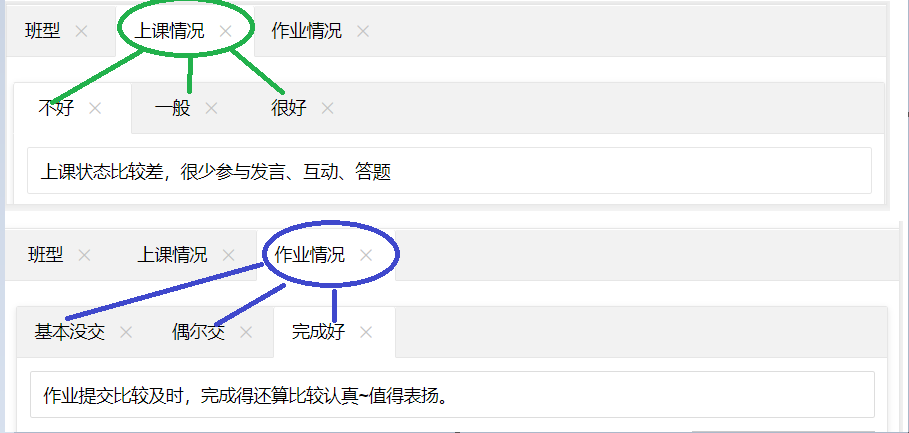 班型 上课情况 作业情况
不好 一般 很好
上课状态比较差，很少参与发言、互动、答题
班型 上课情况 作业情况
基本没交 偶尔交 完成好
作业提交比较及时，完成得还算比较认真~值得表扬。